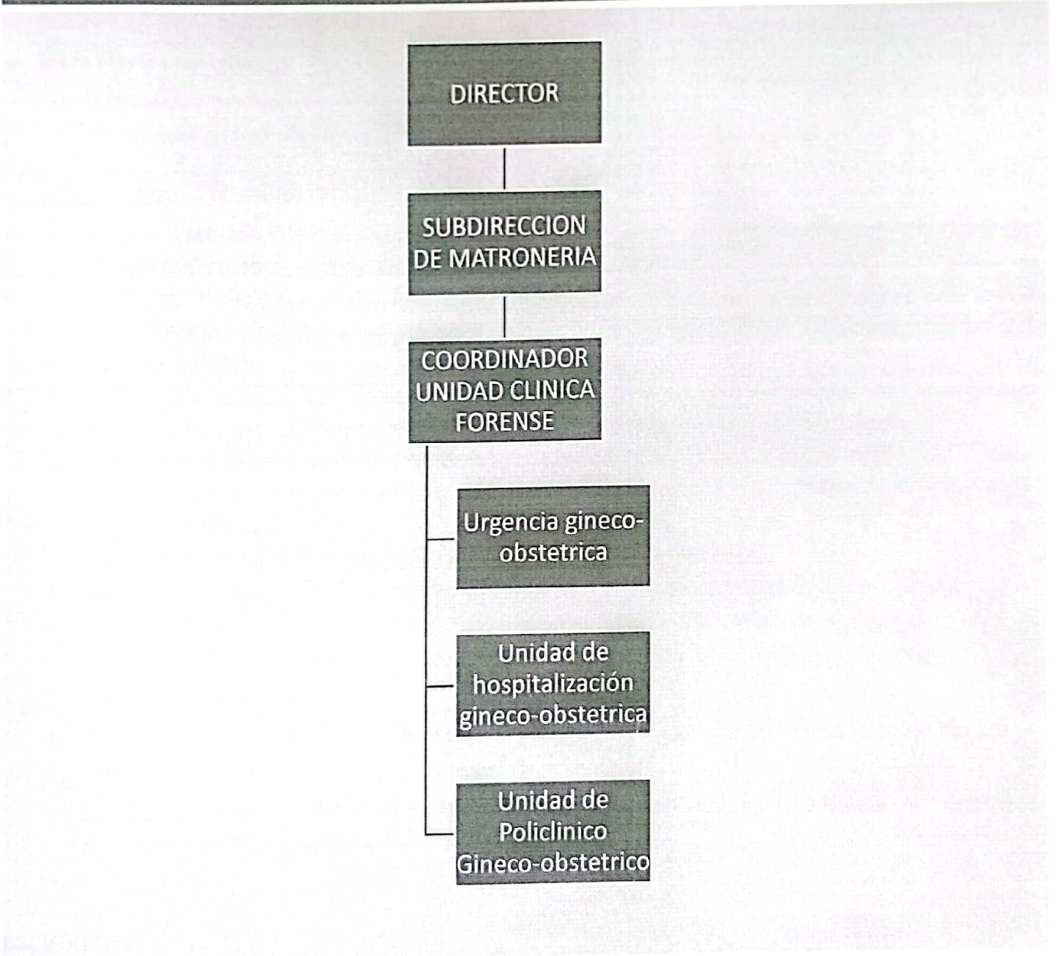 DIRECTOR
SUBDIRECCION
DE MATRONERIA
COORDINADOR
UNIDAD CLINICA
FORENSE
Urgencia gineco-
obstetrica
Unidad de
hospitalización
gineco-obstetrica
Unidad de
Policlinico
Gineco-obstetrico